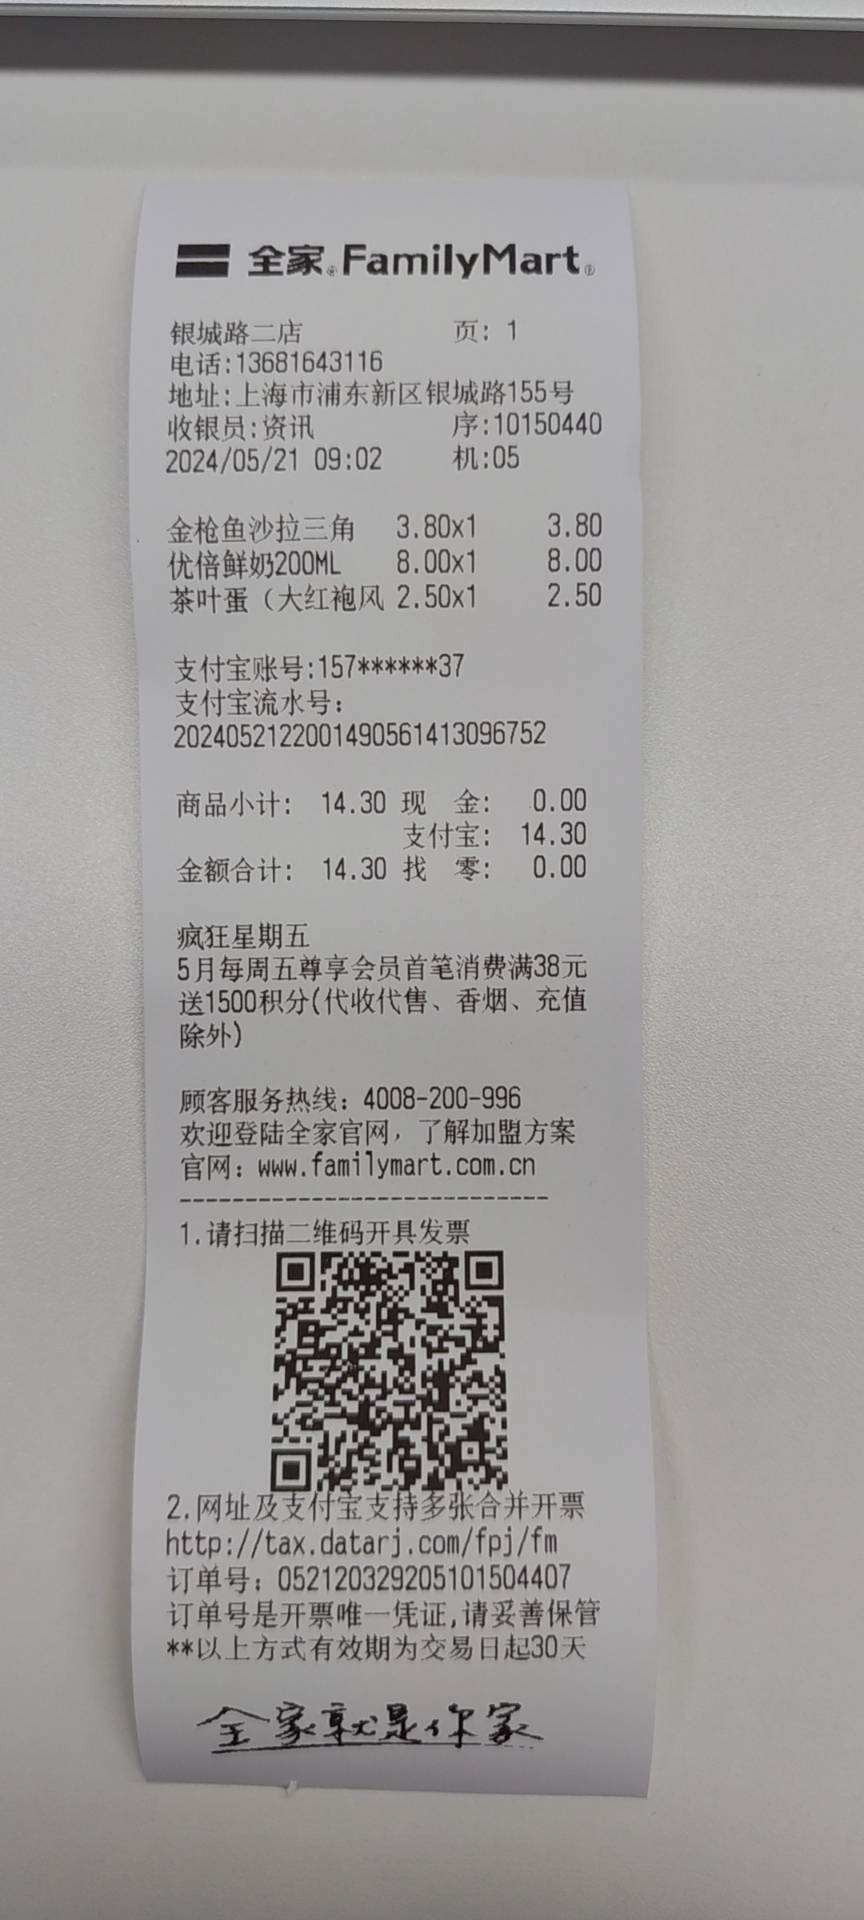 全家®FamilyMart®
银城路二店 页: 1
电话:13681643116
地址:上海市浦东新区银城路155号
收银员:资讯 序:10150440
2024/05/21 09:02 机:05
金枪鱼沙拉三角 3.80x1 3.80
优倍鲜奶200ML 8.00x1 8.00
茶叶蛋（大红袍风 2.50x1 2.50
支付宝账号:157******37
支付宝流水号：
2024052122001490561413096752
商品小计: 14.30 现 金: 0.00
支付宝: 14.30
金额合计: 14.30 找 零: 0.00
疯狂星期五
5月每周五尊享会员首笔消费满38元
送1500积分(代收代售、香烟、充值
除外)
顾客服务热线：4008-200-996
欢迎登陆全家官网，了解加盟方案
官网：www.familymart.com.cn
----------------------------
1.请扫描二维码开具发票
2.网址及支付宝支持多张合并开票
http://tax.datarj.com/fpj/fm
订单号：052120329205101504407
订单号是开票唯一凭证,请妥善保管
**以上方式有效期为交易日起30天
全家就是你家